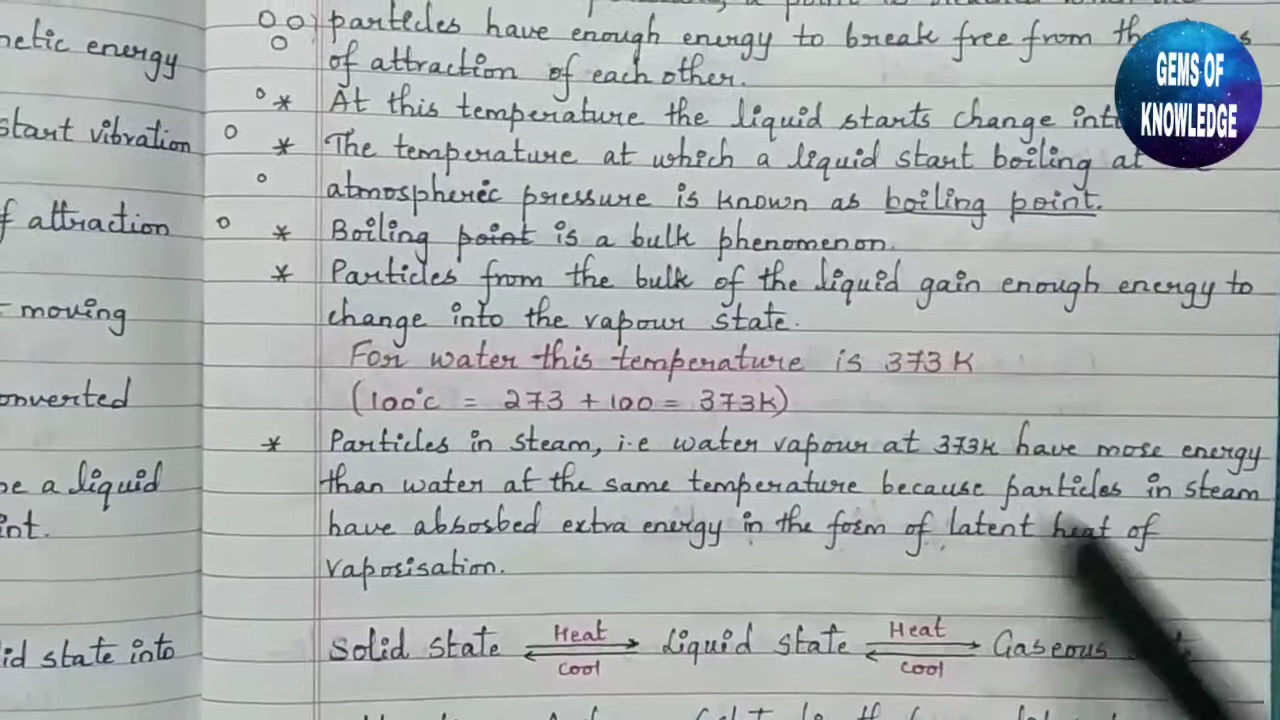 netic energy
start vibration
f attraction
moving
onverted
be a liquid
int.
id state into
particles have enough energy to break free from
of attraction of each other.
* At this temperature the liquid starts change into
* The temperature at which a liquid start boiling at
atmospheric pressure is known as boiling point.
* Boiling point is a bulk phenomenon.
* Particles from the bulk of the liquid gain enough energy to
change into the vapour state.
For water this temperature is 373K
(100°C = 273 + 100 = 373K)
* Particles in steam, i.e water vapour at 373K have more energy
than water at the same temperature because particles in steam
have absorbed extra energy in the form of latent heat of
vaporisation.
Solid state Heat Cool Liquid state Heat Cool Gaseous
GEMS OF
KNOWLEDGE